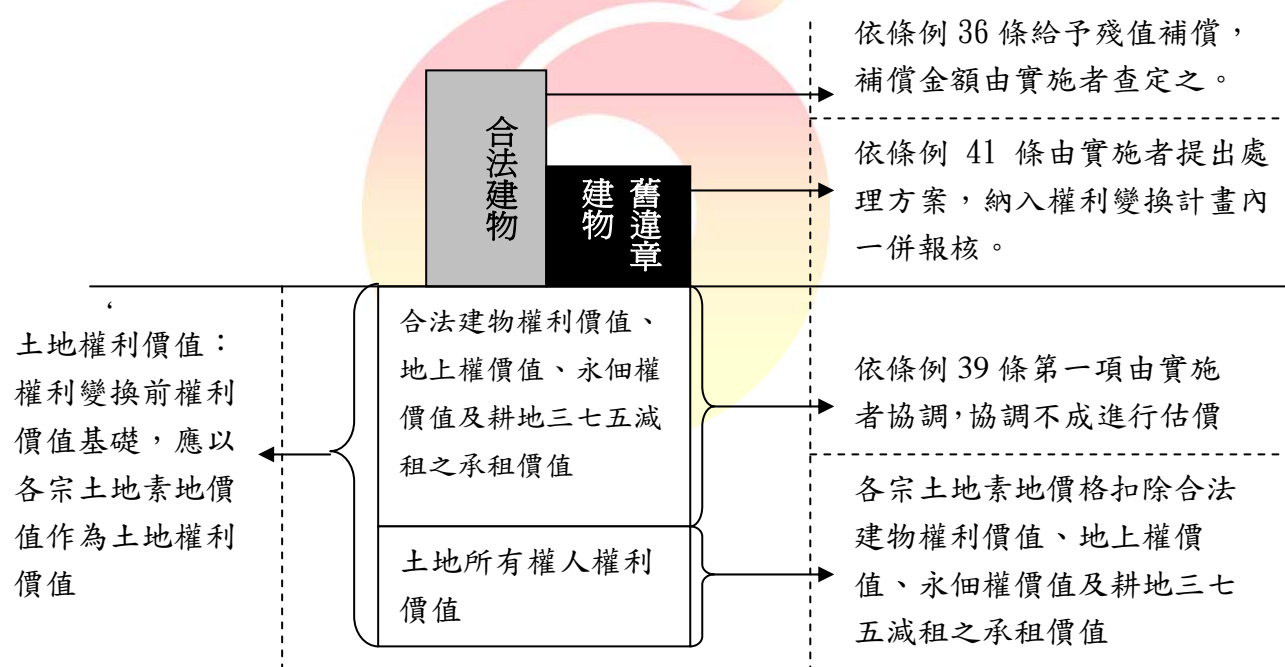 依條例 36 條給予殘值補償，
補償金額由實施者查定之。
合法建物
舊違章
建物
依條例 41 條由實施者提出處
理方案，納入權利變換計畫內
一併報核。
‘
土地權利價值：
權利變換前權利
價值基礎，應以
各宗土地素地價
值作為土地權利
價值
合法建物權利價值、
地上權價值、永佃權
價值及耕地三七五減
租之承租價值
依條例 39 條第一項由實施
者協調，協調不成進行估價
土地所有權人權利
價值
各宗土地素地價格扣除合法
建物權利價值、地上權價
值、永佃權價值及耕地三七
五減租之承租價值